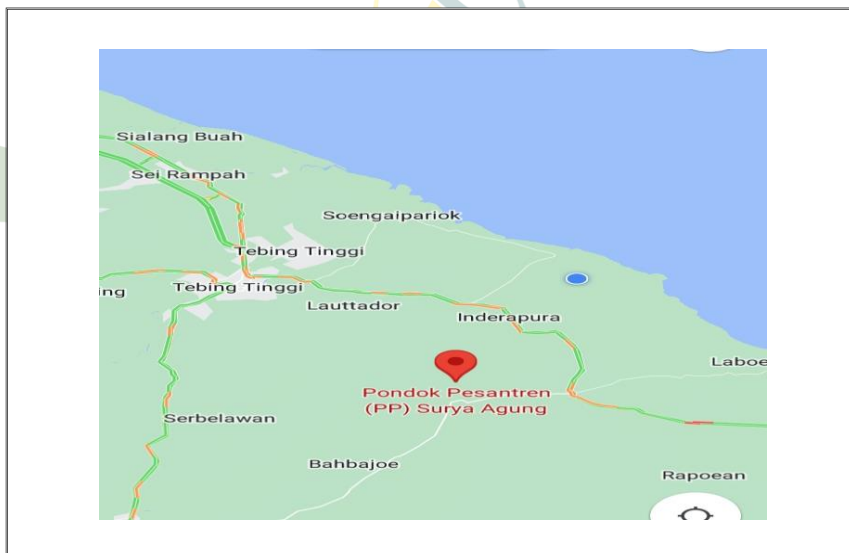 Sialang Buah
Sei Rampah
Soengaipariok
Tebing Tinggi
ing
Tebing Tinggi
Lauttador
Inderapura
Laboe
Pondok Pesantren
(PP) Surya Agung
Serbelawan
Bahbajoe
Rapoean